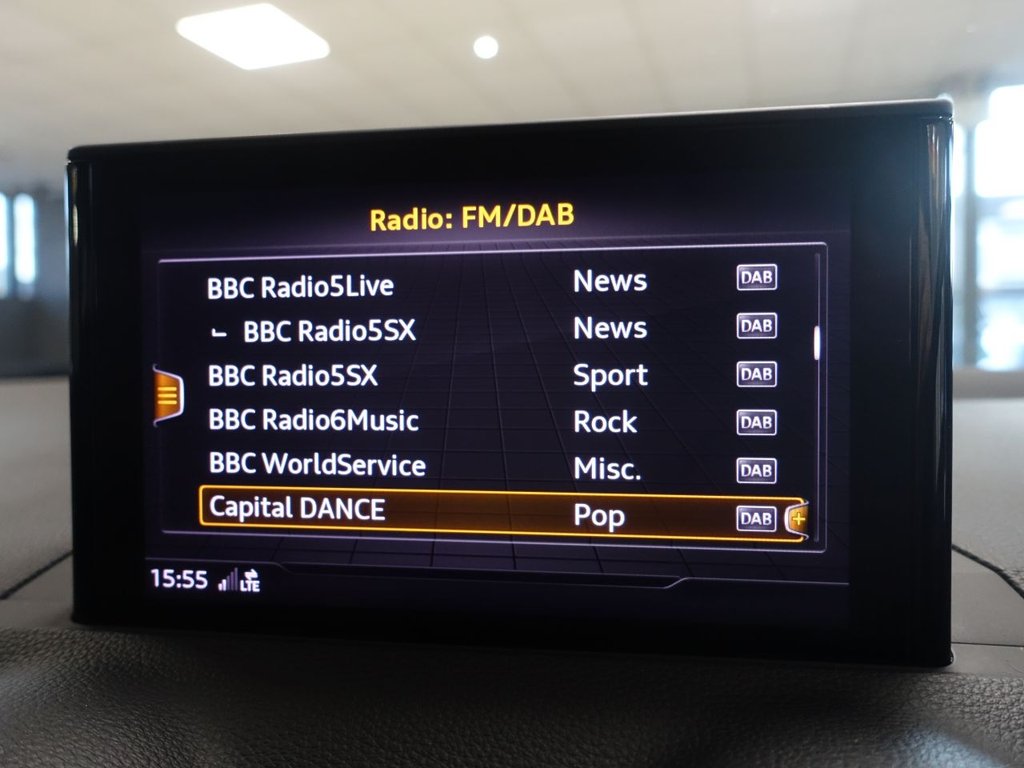 Radio: FM/DAB
BBC Radio5Live News DAB
BBC Radio5SX News DAB
BBC Radio5SX Sport DAB
BBC Radio6Music Rock DAB
BBC WorldService Misc. DAB
Capital DANCE Pop DAB
15:55 LTE